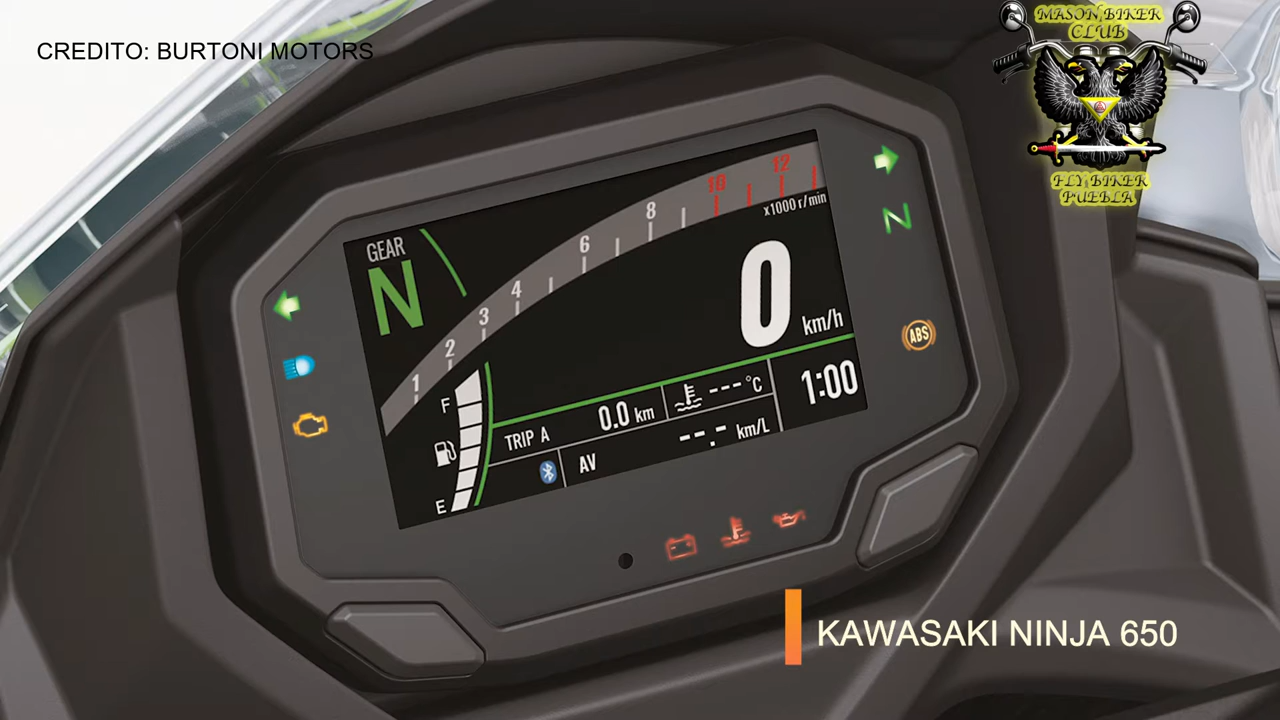 CREDITO: BURTONI MOTORS
MASON BIKER
CLUB
FLY BIKER
PUEBLA
GEAR
N
1
2
3
4
6
8
10
12
x1000 r/min
0
km/h
N
ABS
F
E
TRIP A
0.0 km
---°C
1:00
AV
--.- km/L
KAWASAKI NINJA 650